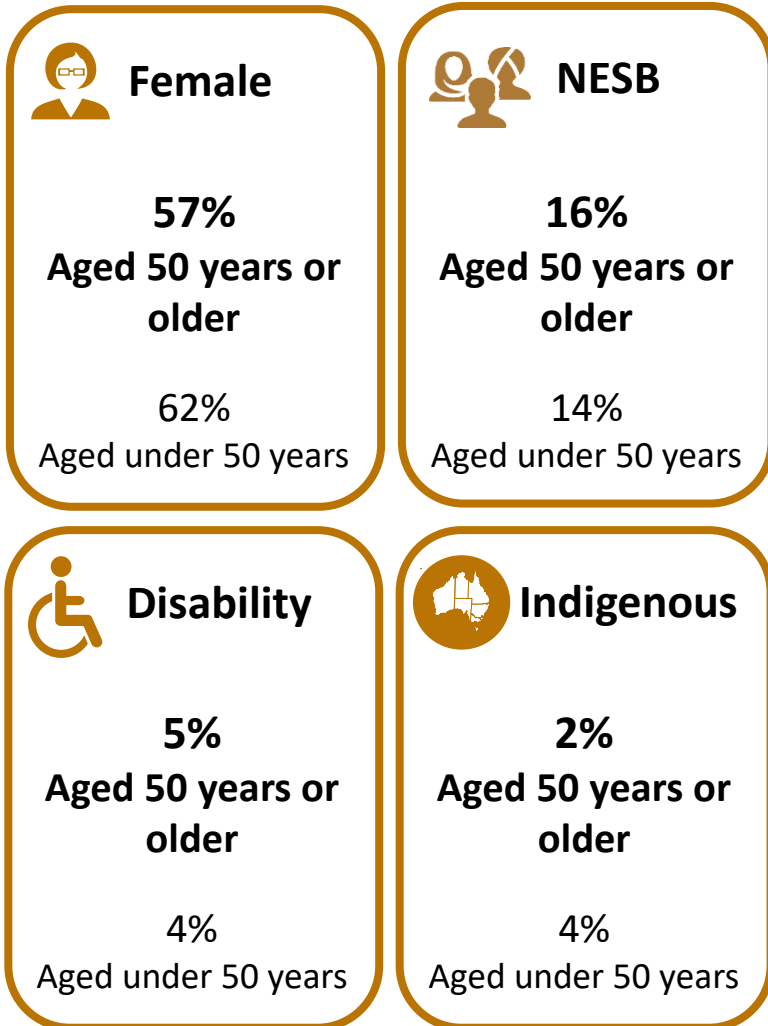 Female
57%
Aged 50 years or
older
62%
Aged under 50 years
NESB
16%
Aged 50 years or
older
14%
Aged under 50 years
Disability
5%
Aged 50 years or
older
4%
Aged under 50 years
Indigenous
2%
Aged 50 years or
older
4%
Aged under 50 years